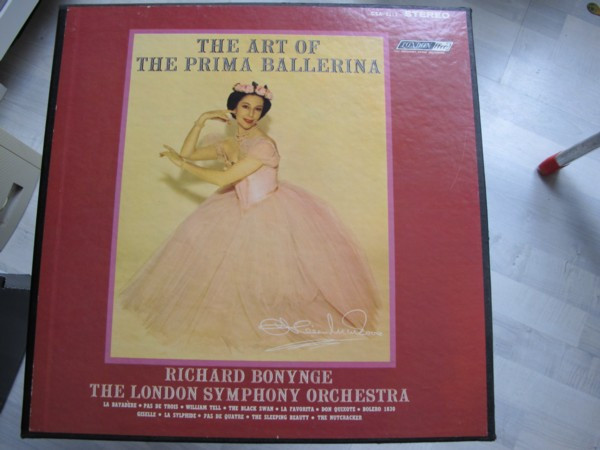 STEREO
LONDON
THE ART OF
THE PRIMA BALLERINA
RICHARD BONYNGE
THE LONDON SYMPHONY ORCHESTRA
LA BAYADÈRE • PAS DE TROIS • WILLIAM TELL • THE BLACK SWAN • LA FAVORITA • DON QUIXOTE • BOLERO 1830
GISELLE • LA SYLPHIDE • PAS DE QUATRE • THE SLEEPING BEAUTY • THE NUTCRACKER